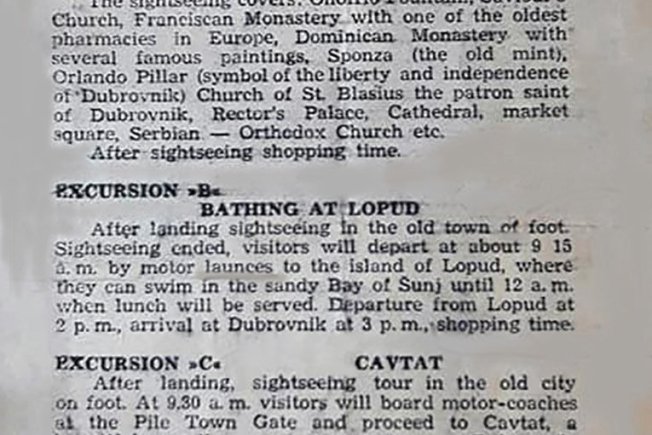 The sightseeing covers: Onofrio Fountain, Saviour's
Church, Franciscan Monastery with one of the oldest
pharmacies in Europe, Dominican Monastery with
several famous paintings, Sponza (the old mint),
Orlando Pillar (symbol of the liberty and independence
of Dubrovnik) Church of St. Blasius the patron saint
of Dubrovnik, Rector's Palace, Cathedral, market
square, Serbian — Orthodox Church etc.
After sightseeing shopping time.
EXCURSION »B«
BATHING AT LOPUD
After landing sightseeing in the old town of foot.
Sightseeing ended, visitors will depart at about 9 15
a. m. by motor launces to the island of Lopud, where
they can swim in the sandy Bay of Šunj until 12 a. m.
when lunch will be served. Departure from Lopud at
2 p. m., arrival at Dubrovnik at 3 p. m., shopping time.
EXCURSION »C« CAVTAT
After landing, sightseeing tour in the old city
on foot. At 9.30 a. m. visitors will board motor-coaches
at the Pile Town Gate and proceed to Cavtat, a